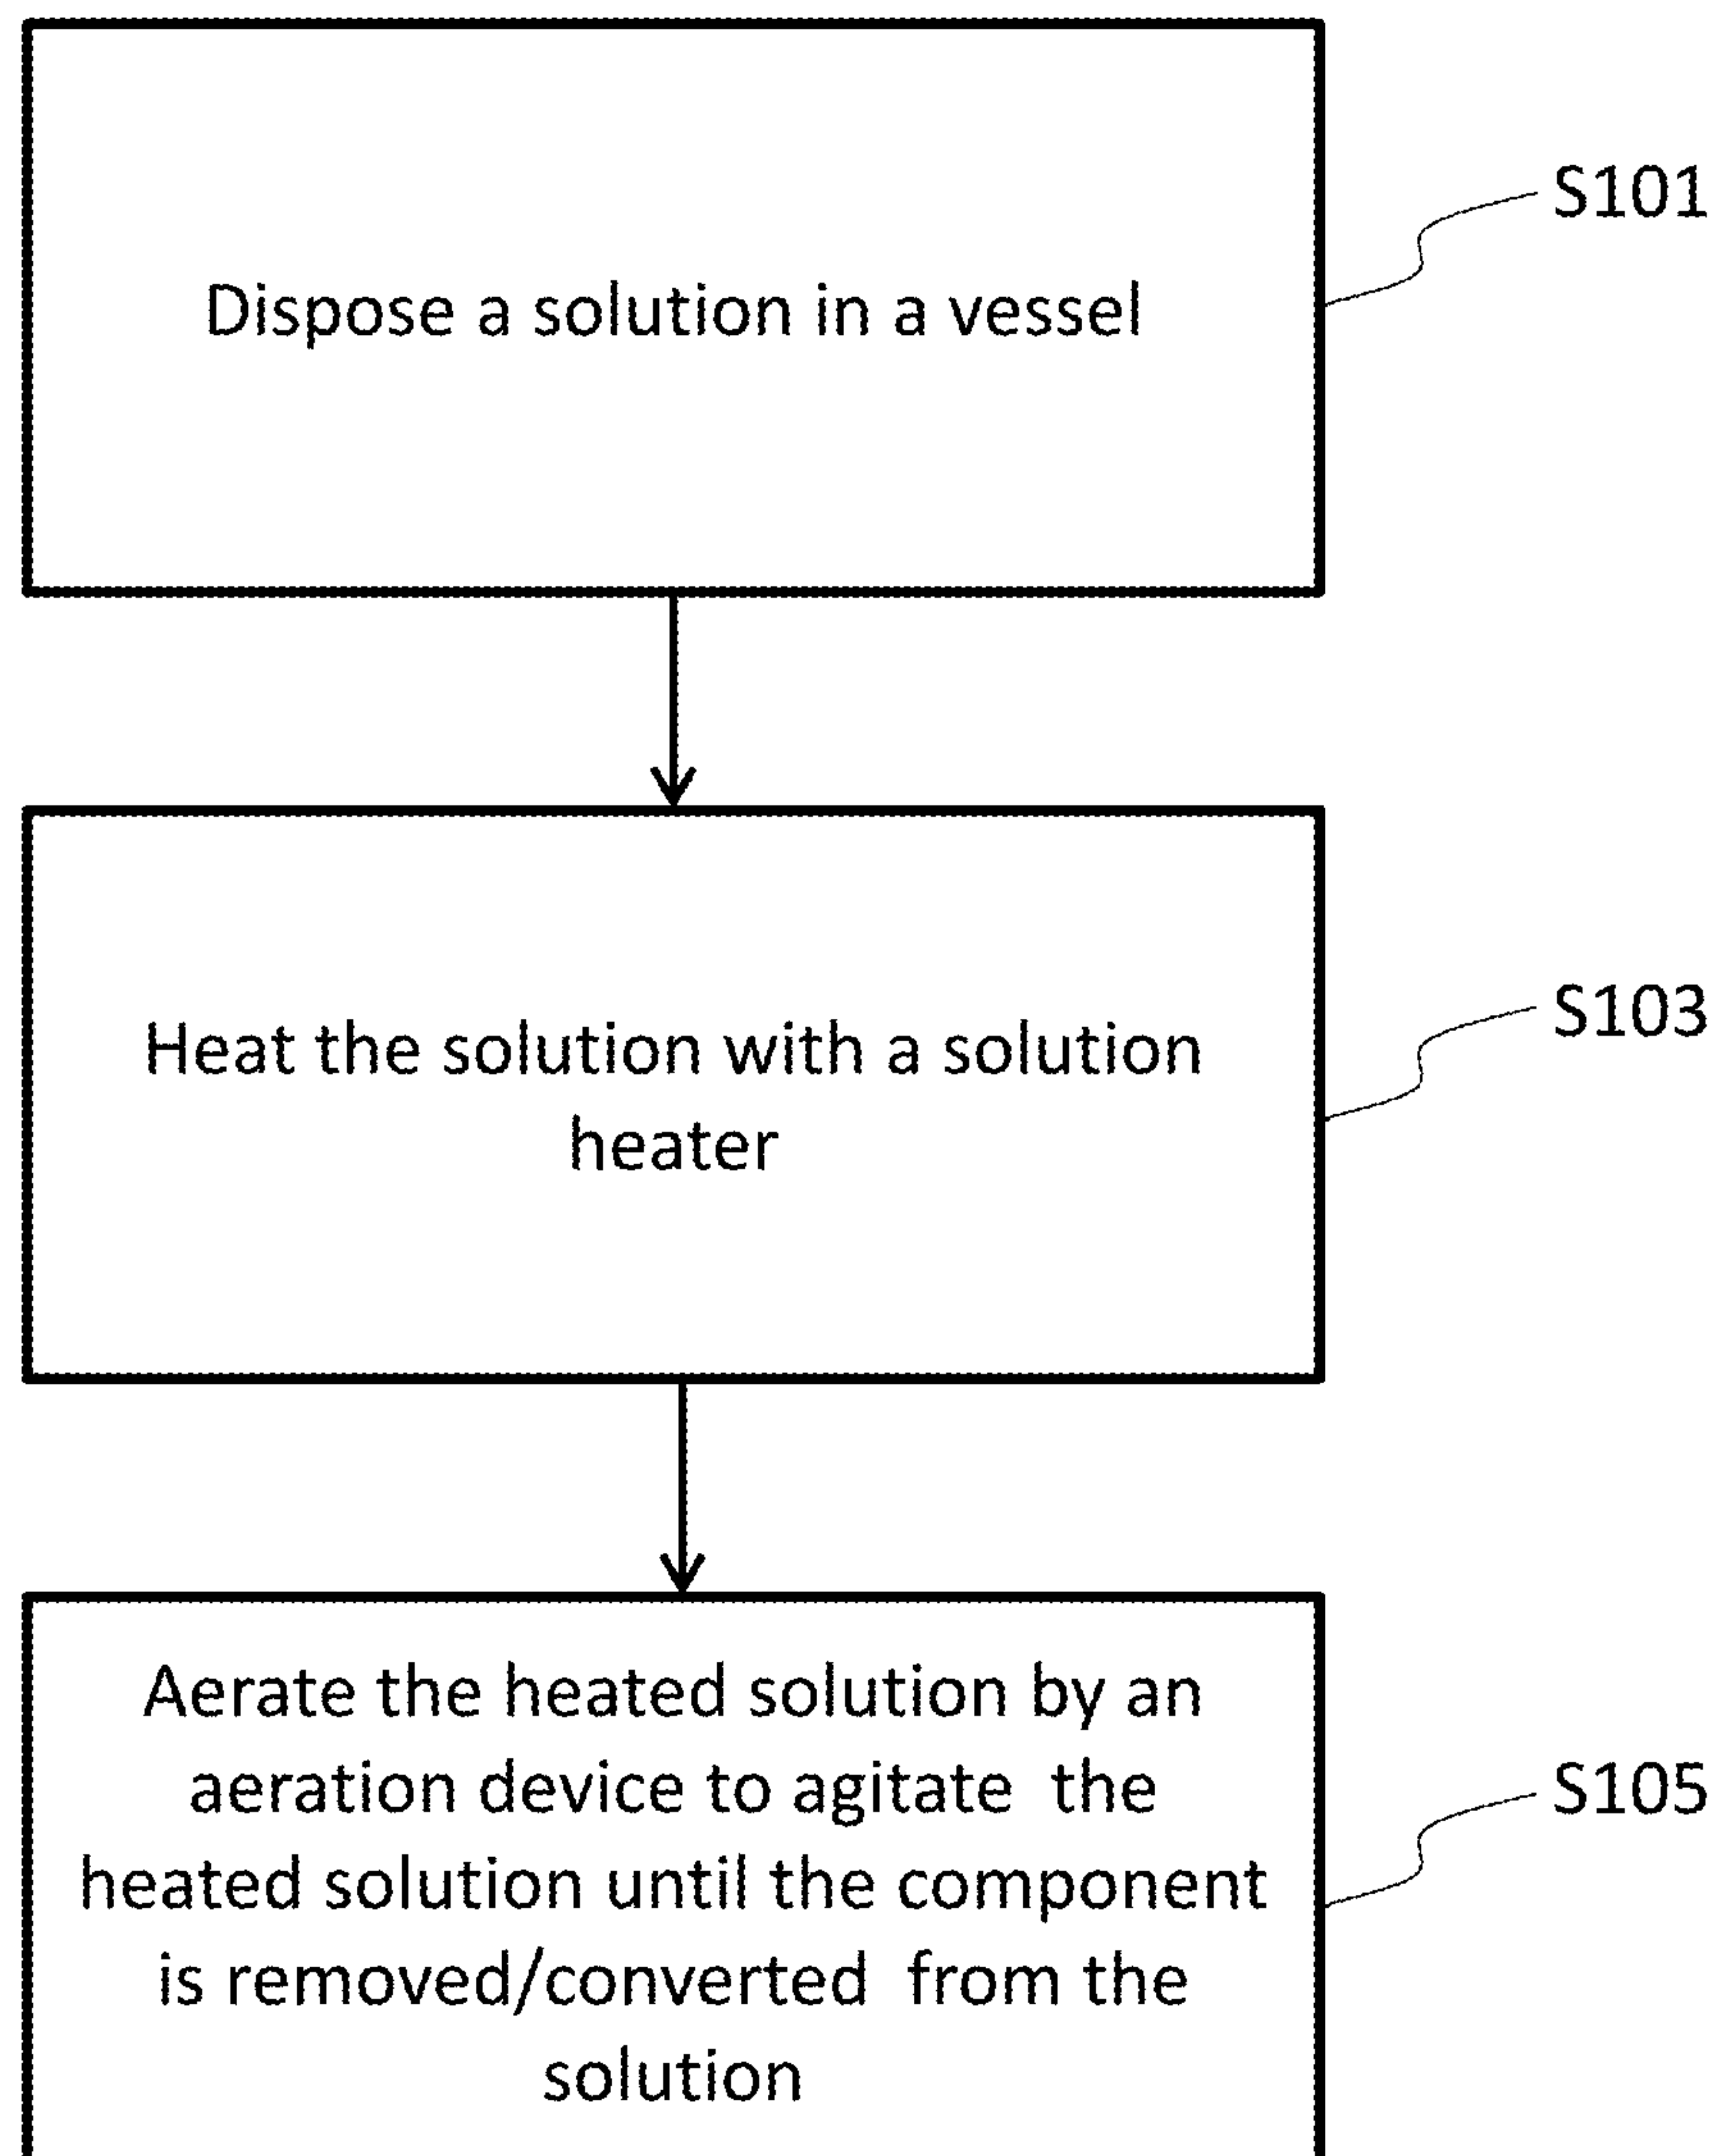 Dispose a solution in a vessel
S101
Heat the solution with a solution
heater
S103
Aerate the heated solution by an
aeration device to agitate the
heated solution until the component
is removed/converted from the
solution
S105